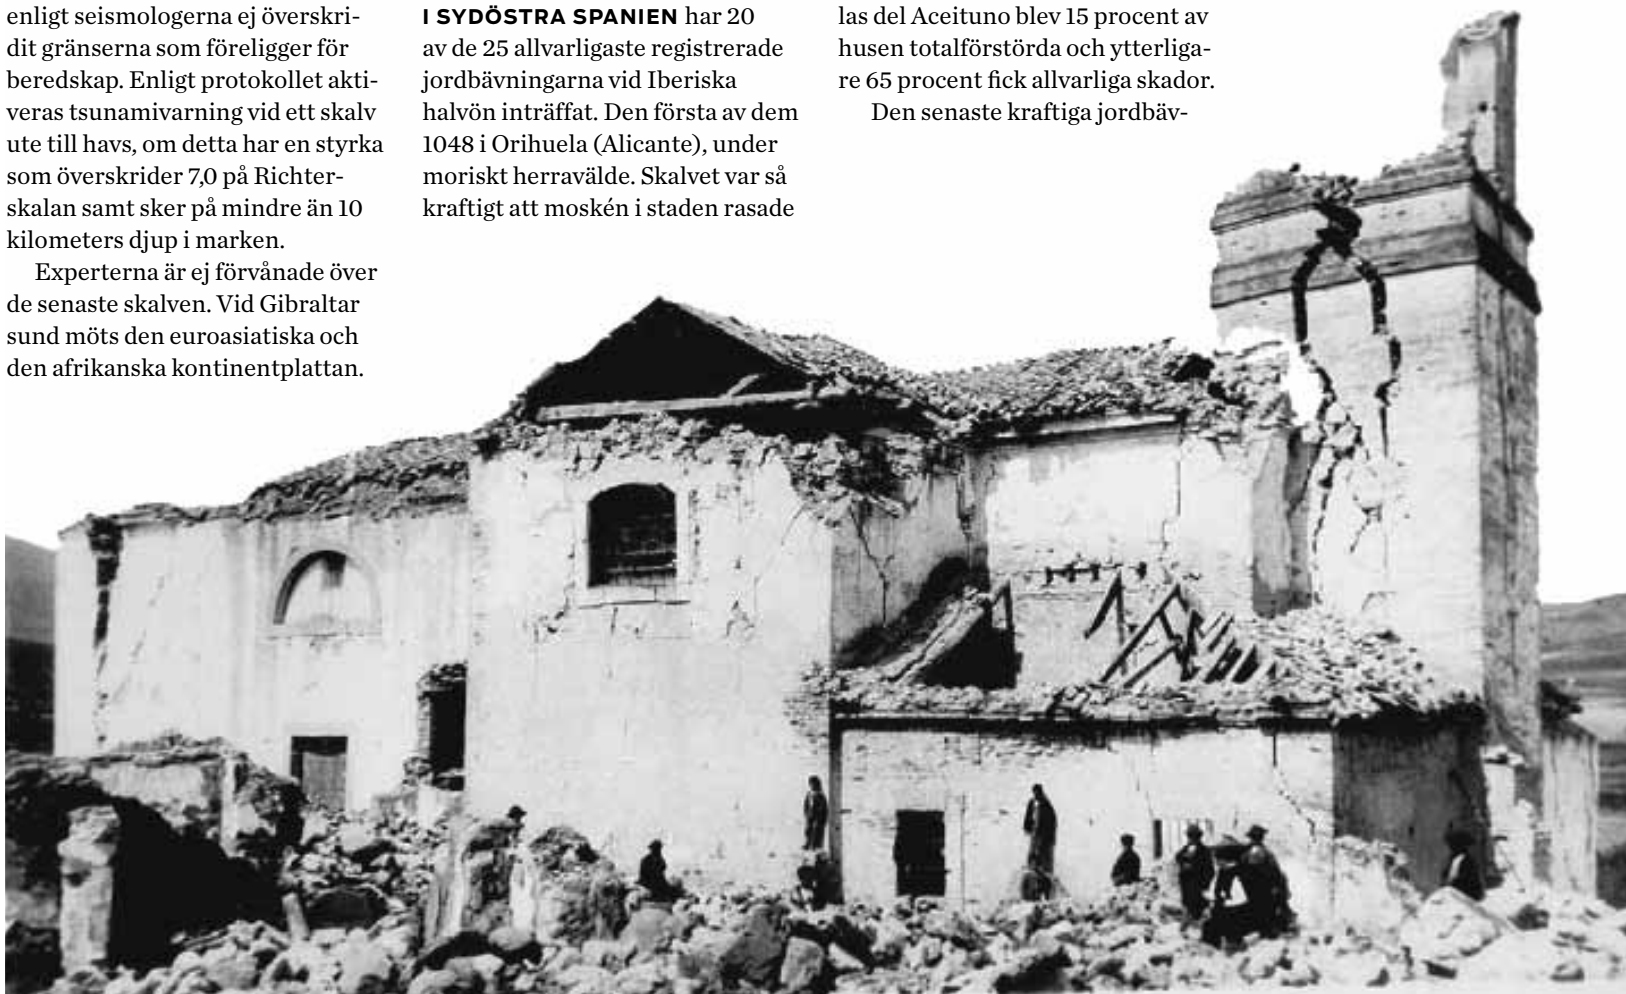 enligt seismologerna ej överskri-
dit gränserna som föreligger för
beredskap. Enligt protokollet akti-
veras tsunamivarning vid ett skalv
ute till havs, om detta har en styrka
som överskrider 7,0 på Richter-
skalan samt sker på mindre än 10
kilometers djup i marken.
Experterna är ej förvånade över
de senaste skalven. Vid Gibraltar
sund möts den euroasiatiska och
den afrikanska kontinentplattan.
I SYDÖSTRA SPANIEN har 20
av de 25 allvarligaste registrerade
jordbävningarna vid Iberiska
halvön inträffat. Den första av dem
1048 i Orihuela (Alicante), under
moriskt herravälde. Skalvet var så
kraftigt att moskén i staden rasade
las del Aceituno blev 15 procent av
husen totalförstörda och ytterliga-
re 65 procent fick allvarliga skador.
Den senaste kraftiga jordbäv-